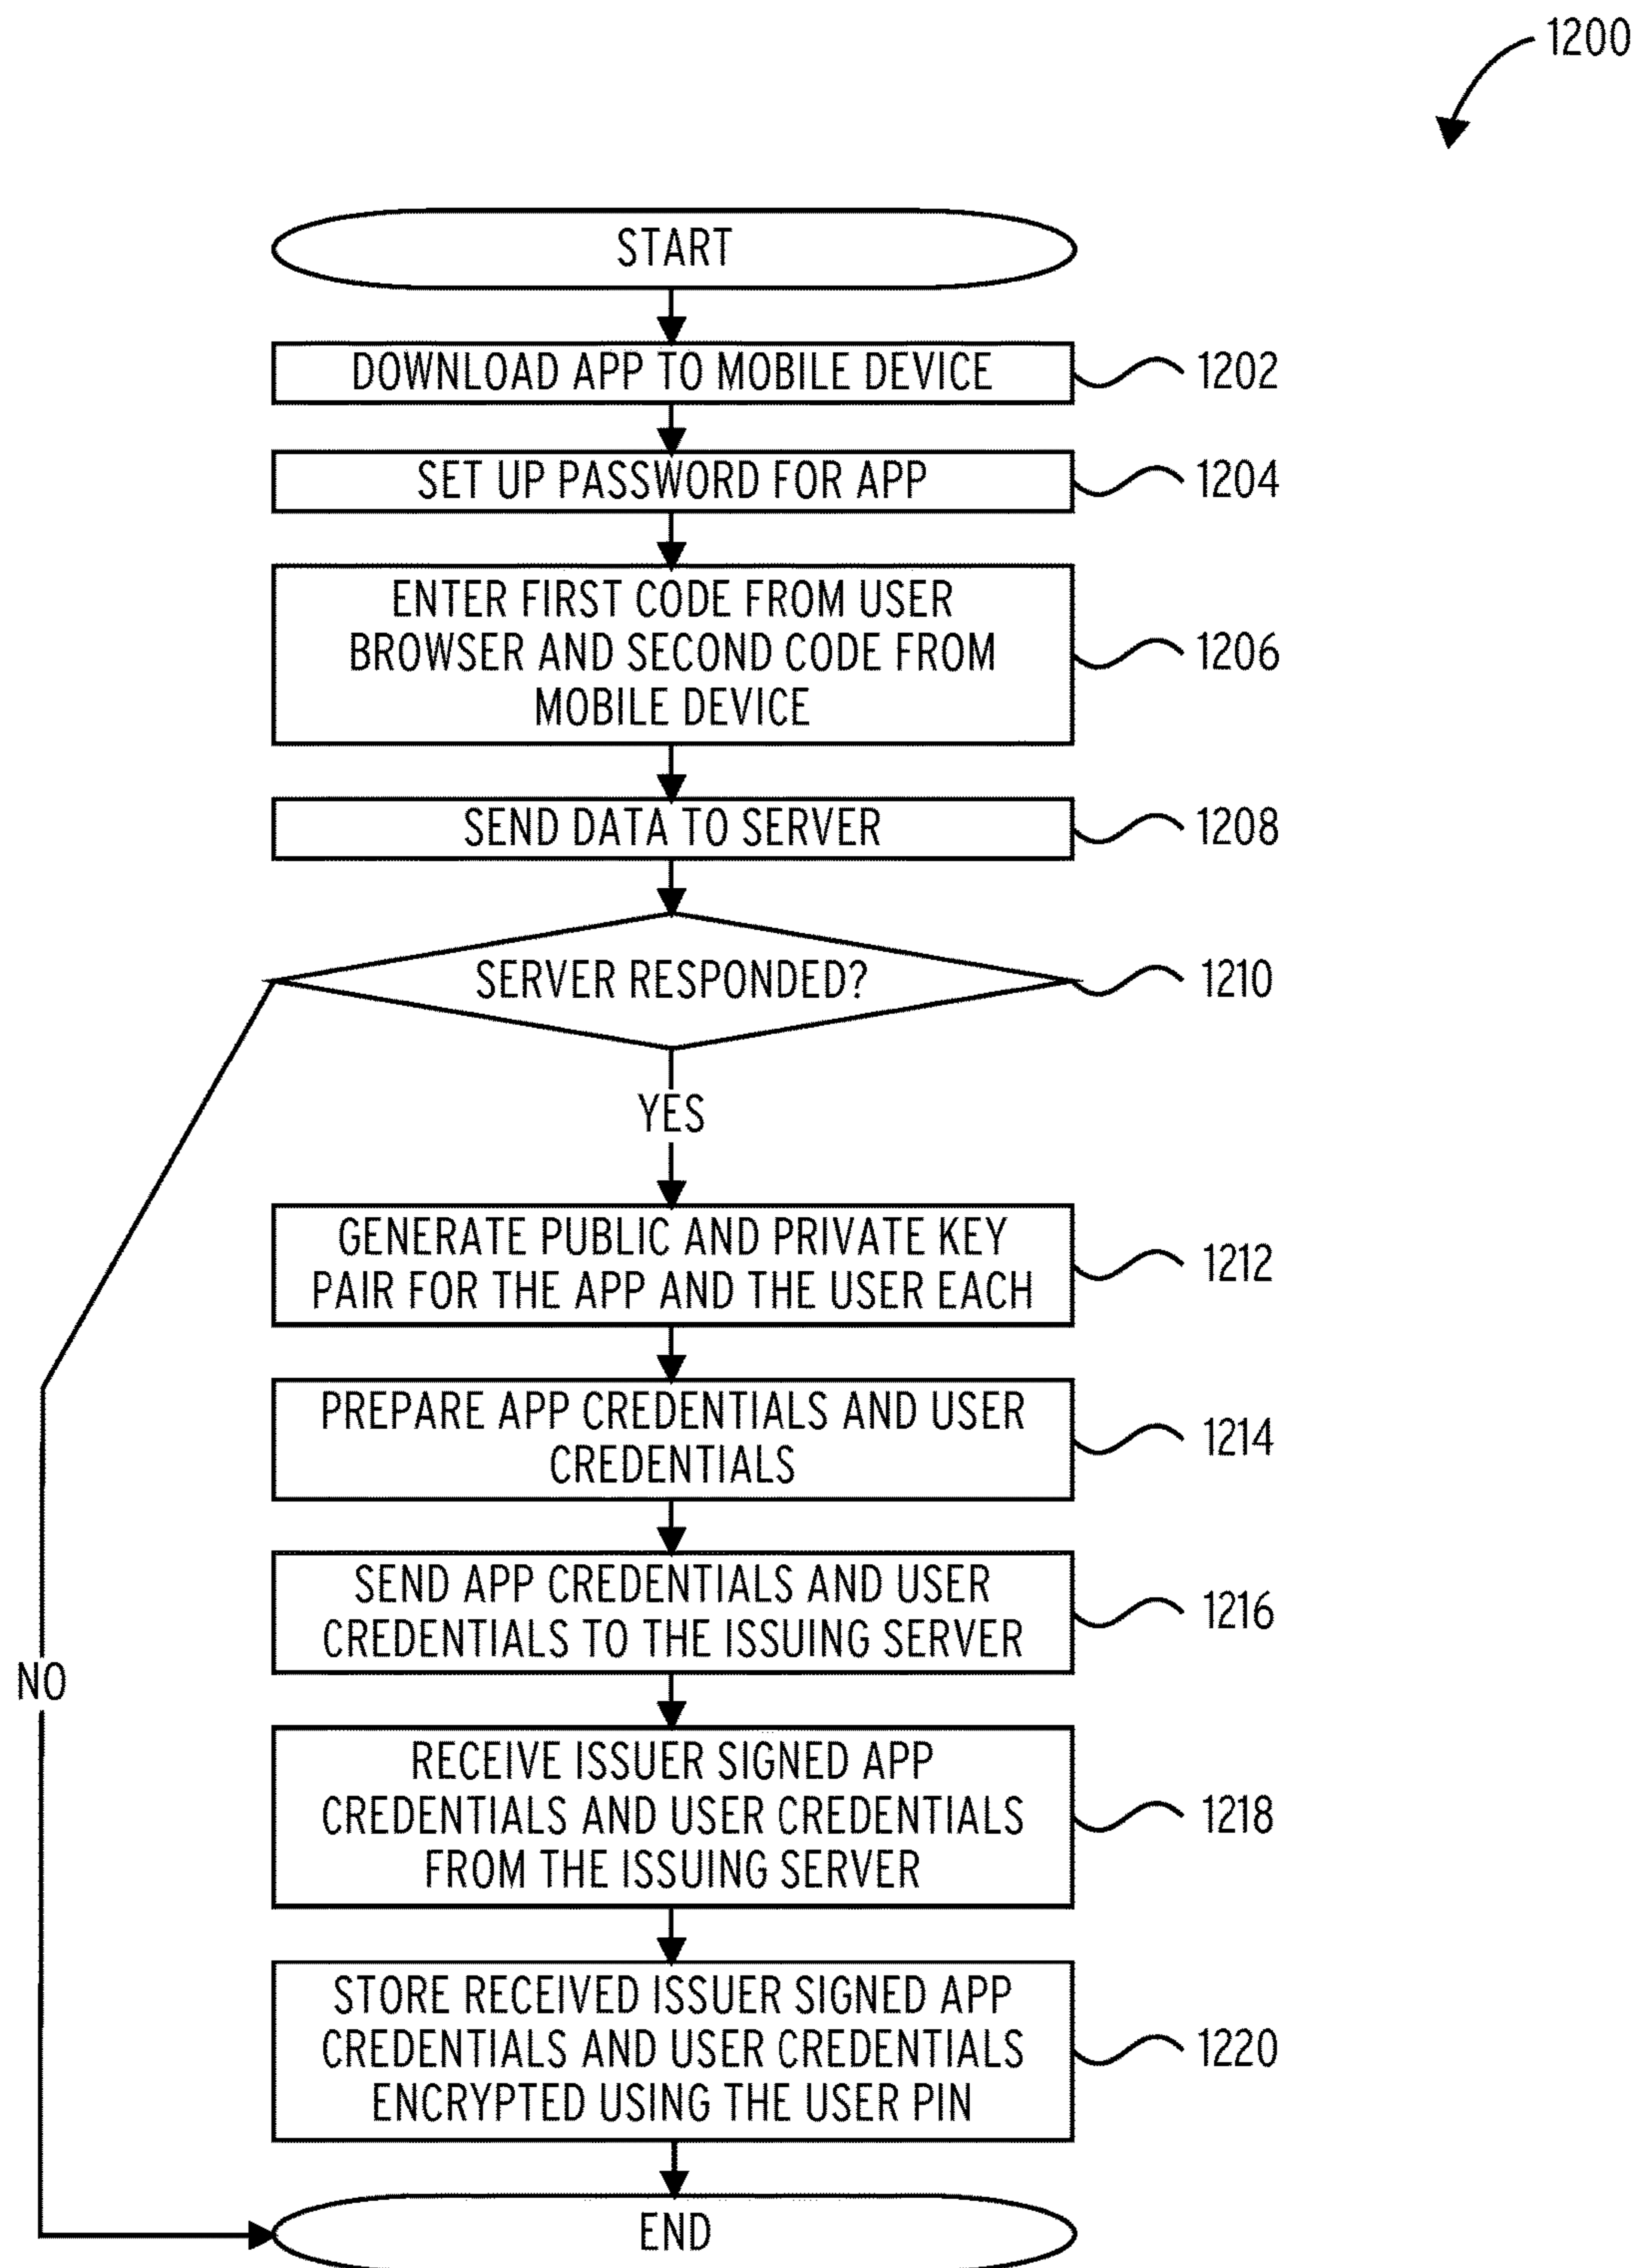 1200
START
DOWNLOAD APP TO MOBILE DEVICE
1202
SET UP PASSWORD FOR APP
1204
ENTER FIRST CODE FROM USER
BROWSER AND SECOND CODE FROM
MOBILE DEVICE
1206
SEND DATA TO SERVER
1208
SERVER RESPONDED?
1210
YES
GENERATE PUBLIC AND PRIVATE KEY
PAIR FOR THE APP AND THE USER EACH
1212
PREPARE APP CREDENTIALS AND USER
CREDENTIALS
1214
SEND APP CREDENTIALS AND USER
CREDENTIALS TO THE ISSUING SERVER
1216
NO
RECEIVE ISSUER SIGNED APP
CREDENTIALS AND USER CREDENTIALS
FROM THE ISSUING SERVER
1218
STORE RECEIVED ISSUER SIGNED APP
CREDENTIALS AND USER CREDENTIALS
ENCRYPTED USING THE USER PIN
1220
END